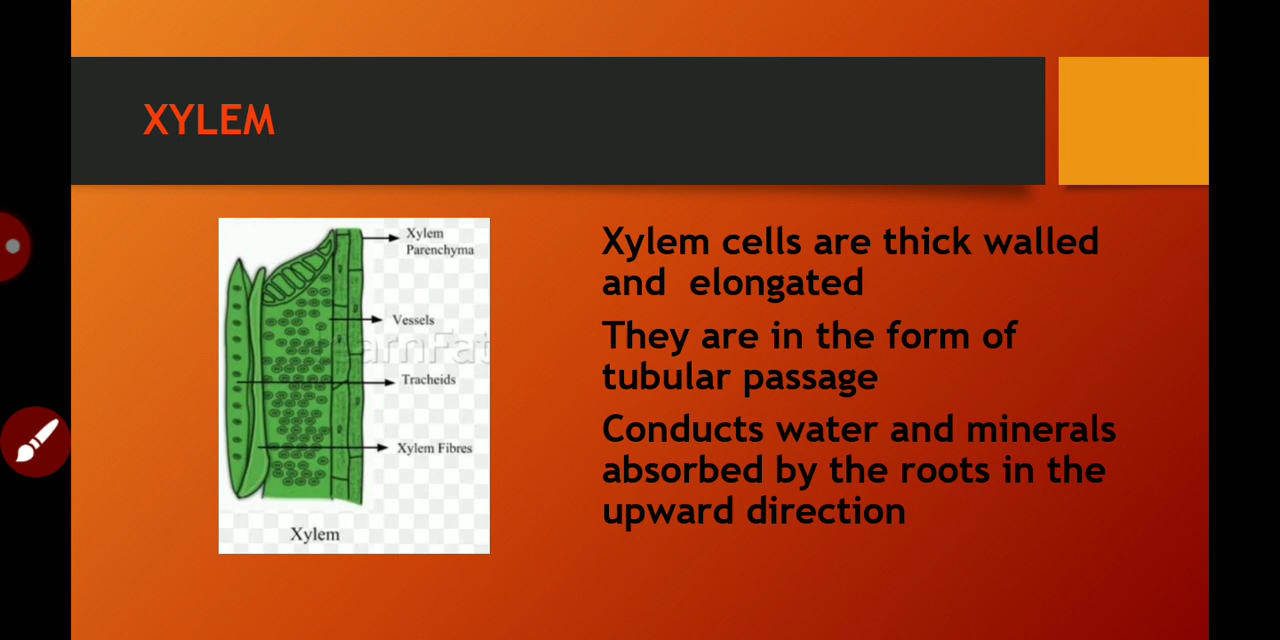 XYLEM
Xylem
Parenchyma
Vessels
Tracheids
Xylem Fibres
Xylem
Xylem cells are thick walled
and  elongated
They are in the form of
tubular passage
Conducts water and minerals
absorbed by the roots in the
upward direction